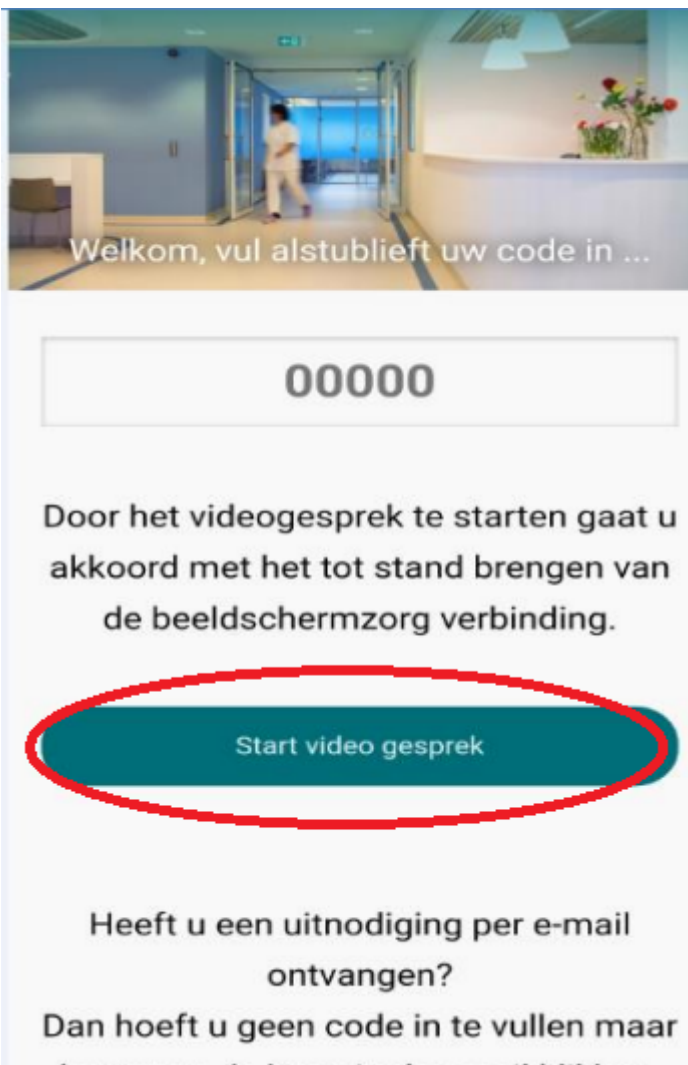 Welkom, vul alstublieft uw code in ...
00000
Door het videogesprek te starten gaat u
akkoord met het tot stand brengen van
de beeldschermzorg verbinding.
Start video gesprek
Heeft u een uitnodiging per e-mail
ontvangen?
Dan hoeft u geen code in te vullen maar